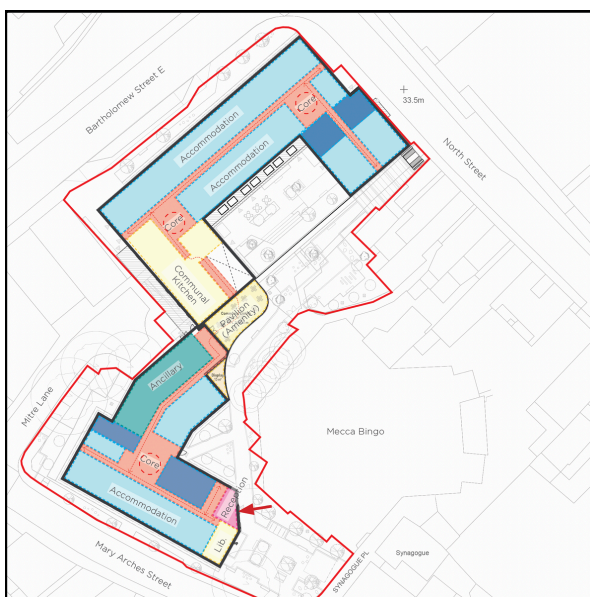 Bartholomew Street E
33.5m
Core
Accommodation
North Street
Accommodation
Core
Communal
Kitchen
Pavilion
(Amenity)
Ancillary
Mitre Lane
Mecca Bingo
Core
Accommodation
Reception
Lib.
Mary Arches Street
SYNAGOGUE PL
Synagogue